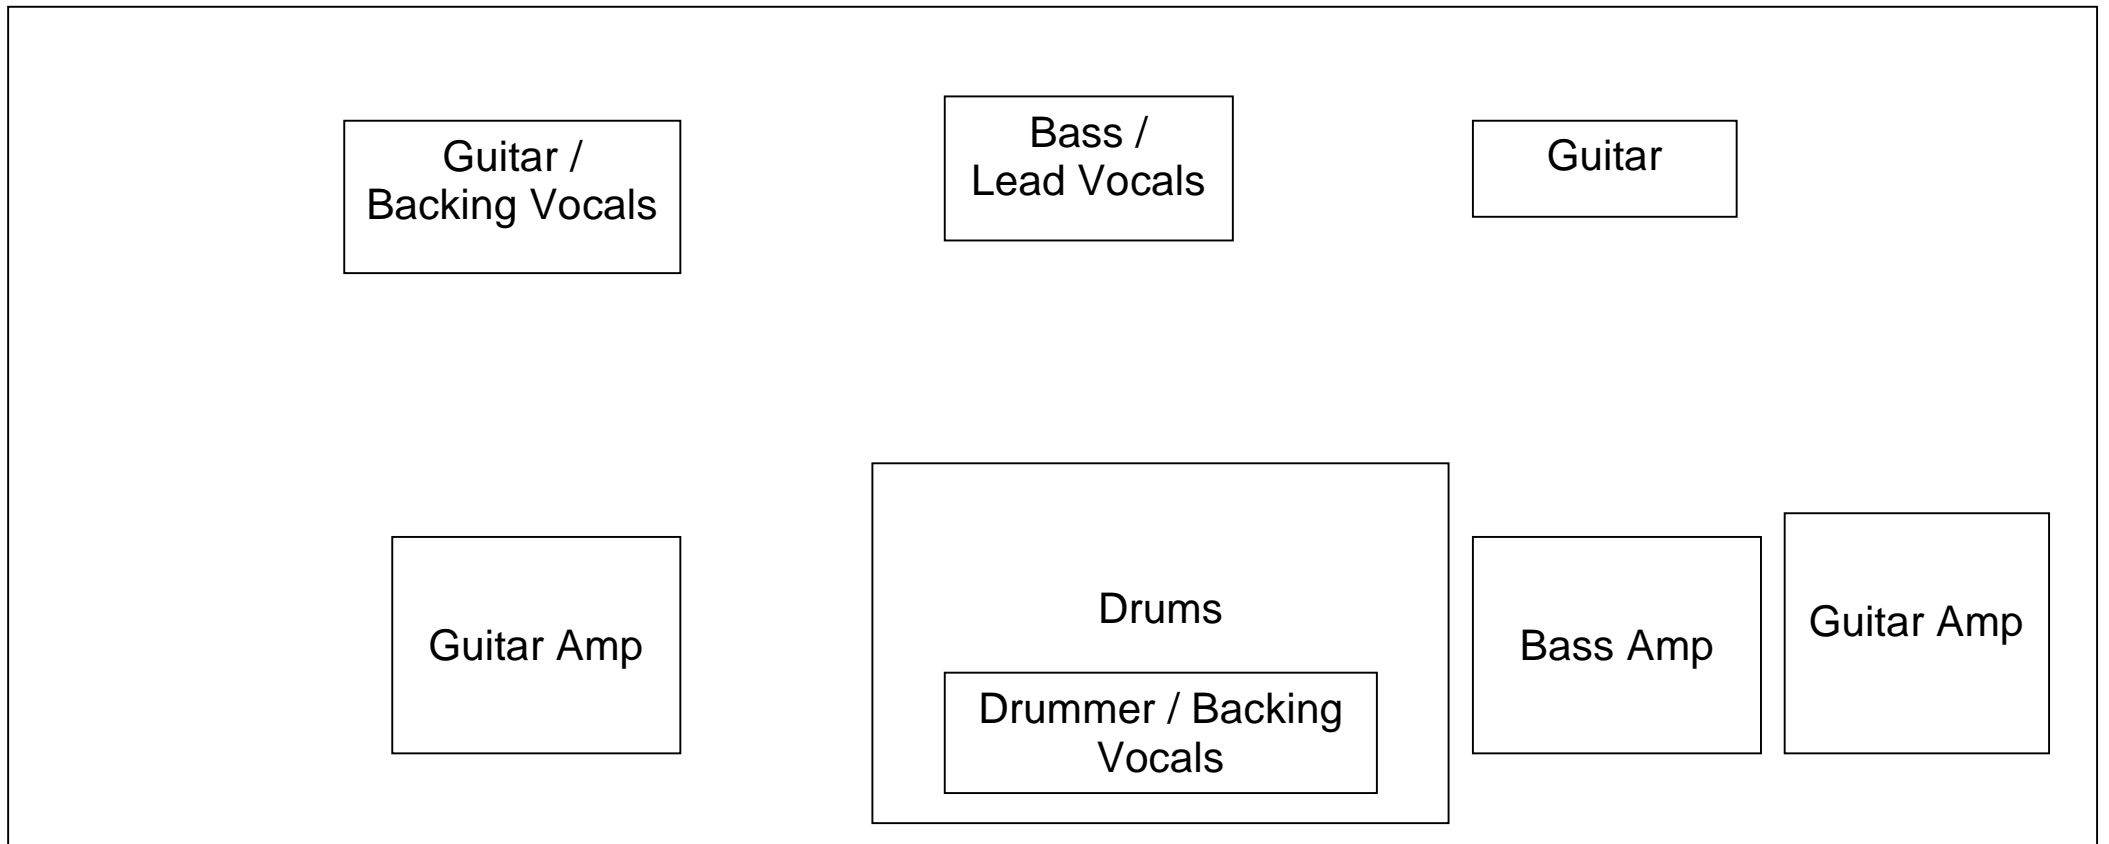 Guitar /
Backing Vocals
Bass /
Lead Vocals
Guitar
Guitar Amp
Drums
Drummer / Backing
Vocals
Bass Amp
Guitar Amp